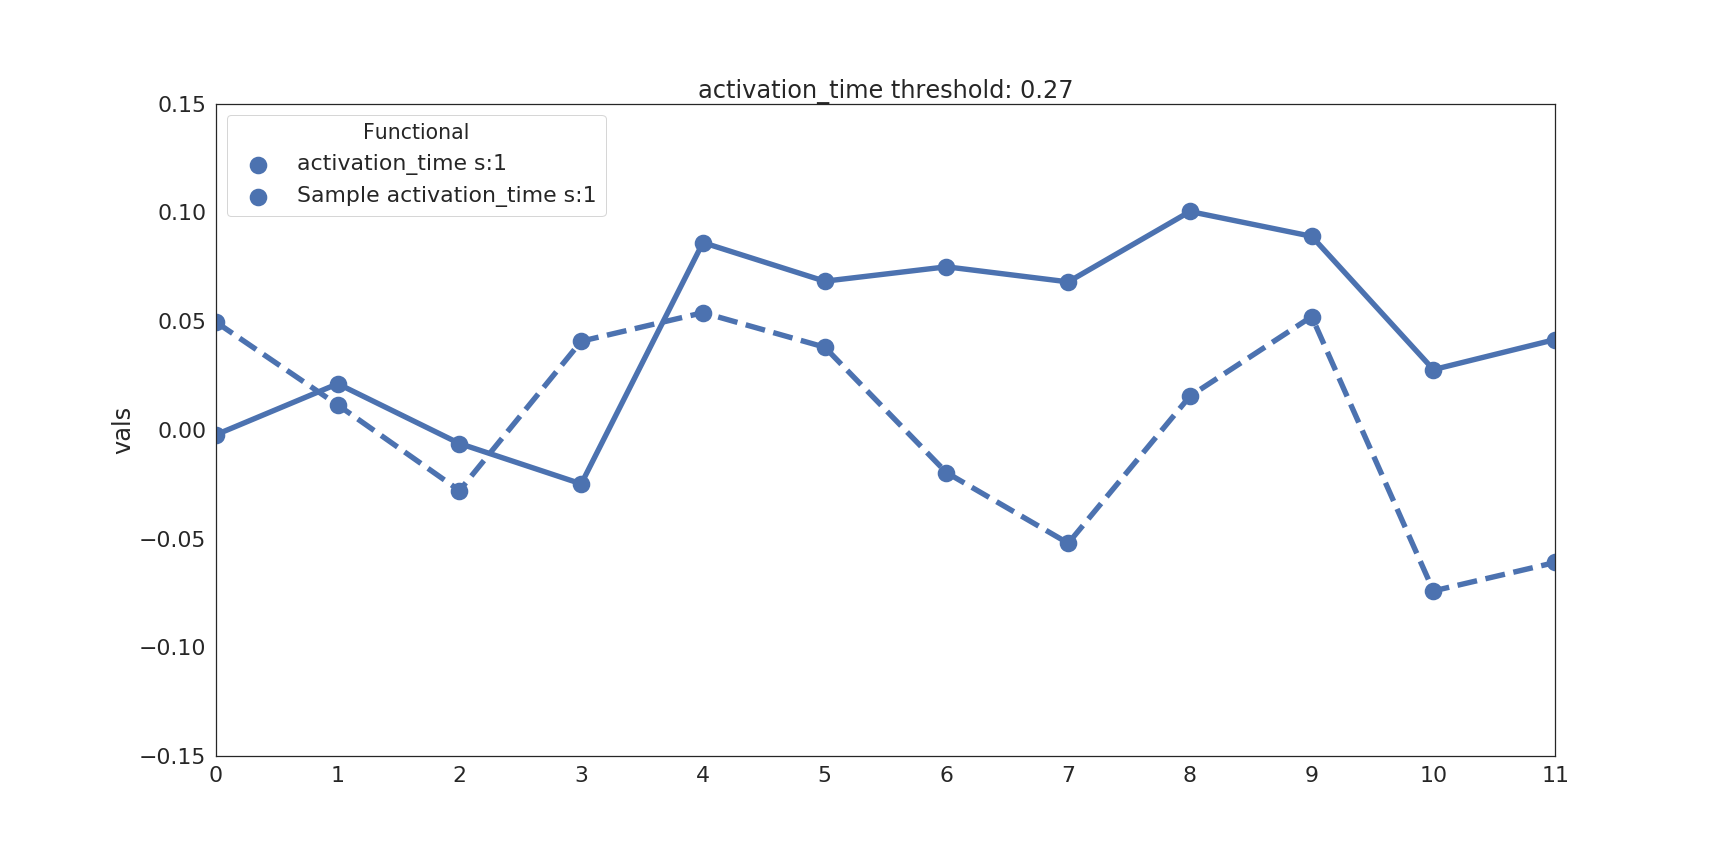 activation_time threshold: 0.27
Functional
activation_time s:1
Sample activation_time s:1
vals
0.15
0.10
0.05
0.00
−0.05
−0.10
−0.15
0 1 2 3 4 5 6 7 8 9 10 11